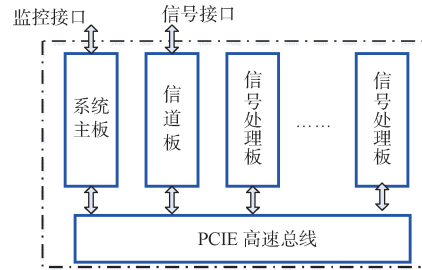 监控接口
信号接口
系统
主板
信
道
板
信
号
处
理
板
……
信
号
处
理
板
PCIE 高速总线